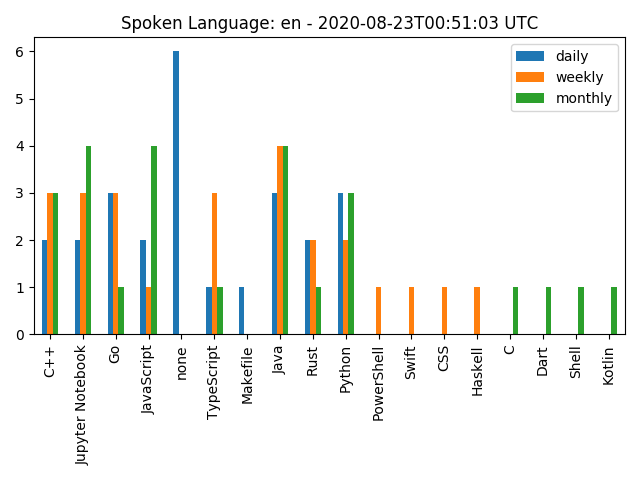 Spoken Language: en - 2020-08-23T00:51:03 UTC
daily
weekly
monthly
6
5
4
3
2
1
0
C++
Jupyter Notebook
Go
JavaScript
none
TypeScript
Makefile
Java
Rust
Python
PowerShell
Swift
CSS
Haskell
C
Dart
Shell
Kotlin